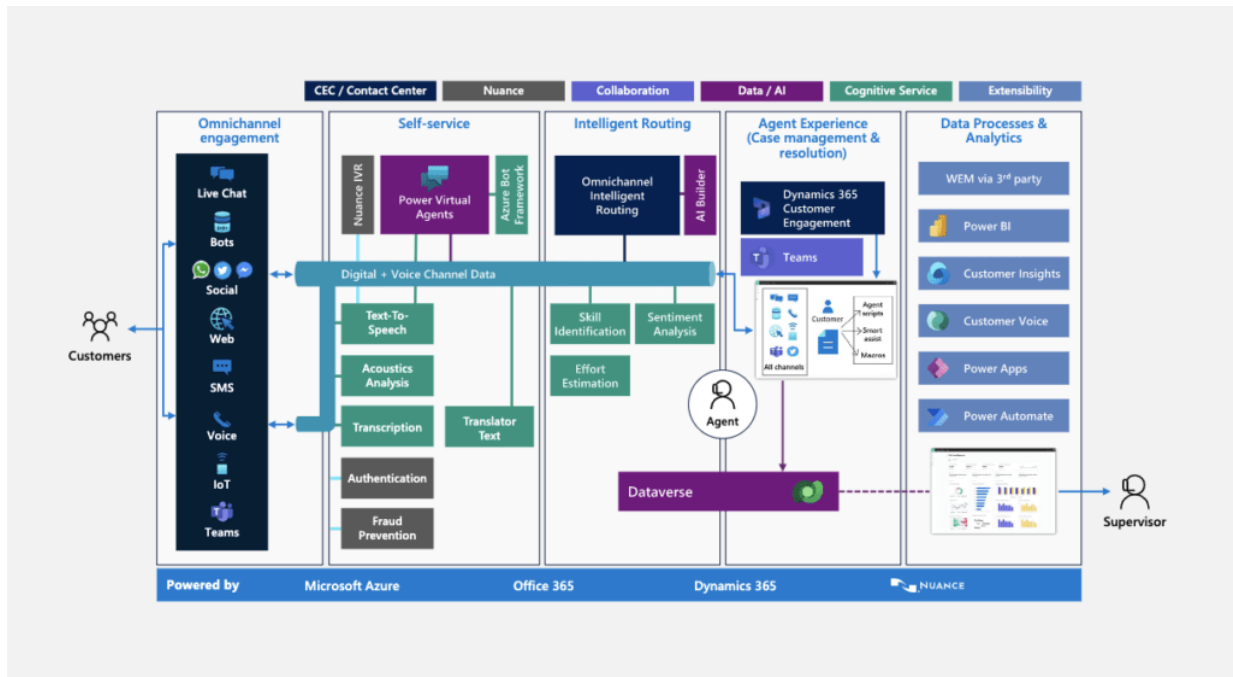 CEC / Contact Center
Nuance
Collaboration
Data / AI
Cognitive Service
Extensibility
Omnichannel
engagement
Live Chat
Bots
Social
Web
SMS
Voice
IoT
Teams
Customers
Self-service
Nuance IVR
Power Virtual
Agents
Azure Bot
Framework
Digital + Voice Channel Data
Text-To-
Speech
Acoustics
Analysis
Transcription
Translator
Text
Authentication
Fraud
Prevention
Intelligent Routing
Omnichannel
Intelligent
Routing
AI Builder
Skill
Identification
Sentiment
Analysis
Effort
Estimation
Agent Experience
(Case management &
resolution)
Dynamics 365
Customer
Engagement
Teams
Customer
Agent
scripts
Smart
assist
Macros
All channels
Agent
Dataverse
Data Processes &
Analytics
WEM via 3rd party
Power BI
Customer Insights
Customer Voice
Power Apps
Power Automate
Supervisor
Powered by
Microsoft Azure
Office 365
Dynamics 365
NUANCE